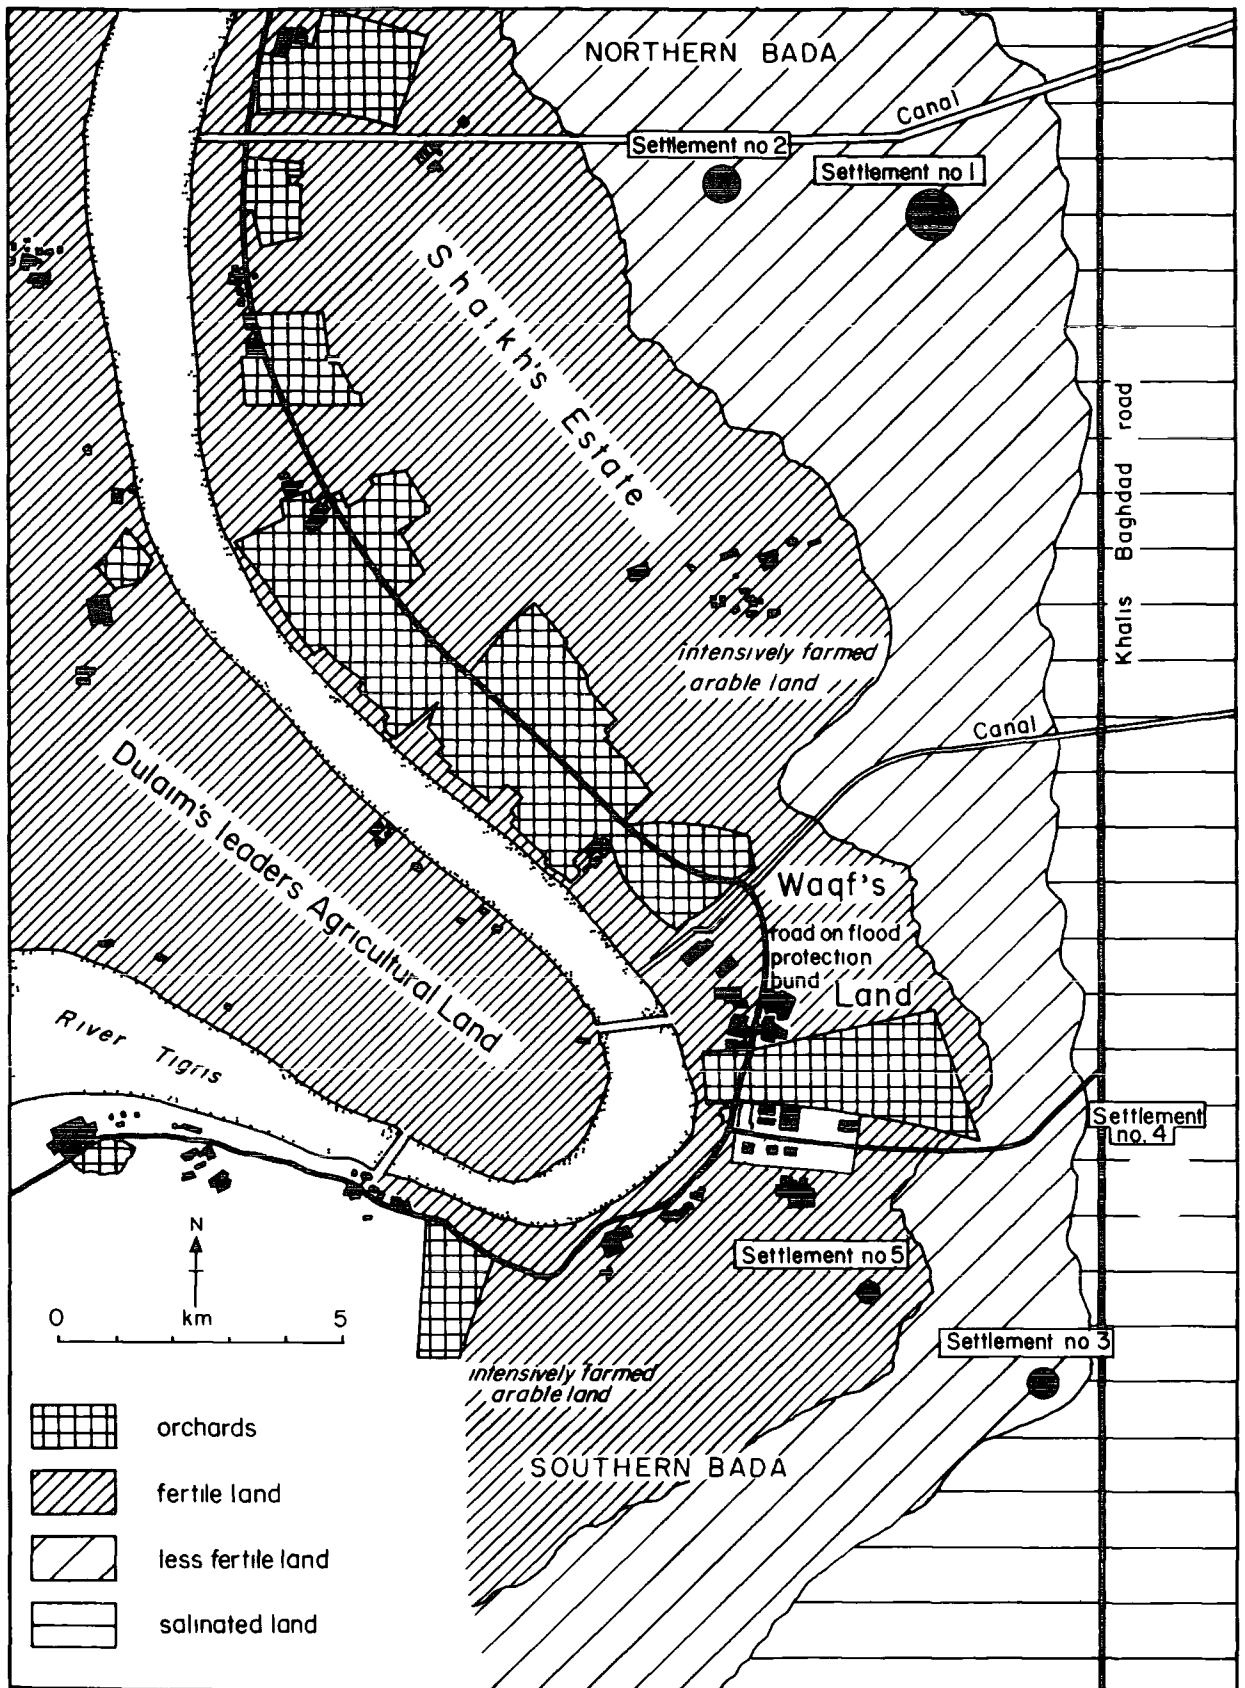 NORTHERN BADA
Canal
Settlement no 2
Settlement no 1
Shaikh's Estate
Khalis Baghdad road
intensively farmed
arable land
Canal
Dulaim's leaders Agricultural Land
Waqf's
road on flood
protection
bund
Land
River Tigris
Settlement
no. 4
N
km
0 5
Settlement no 5
Settlement no 3
intensively farmed
arable land
SOUTHERN BADA
orchards
fertile land
less fertile land
salinated land